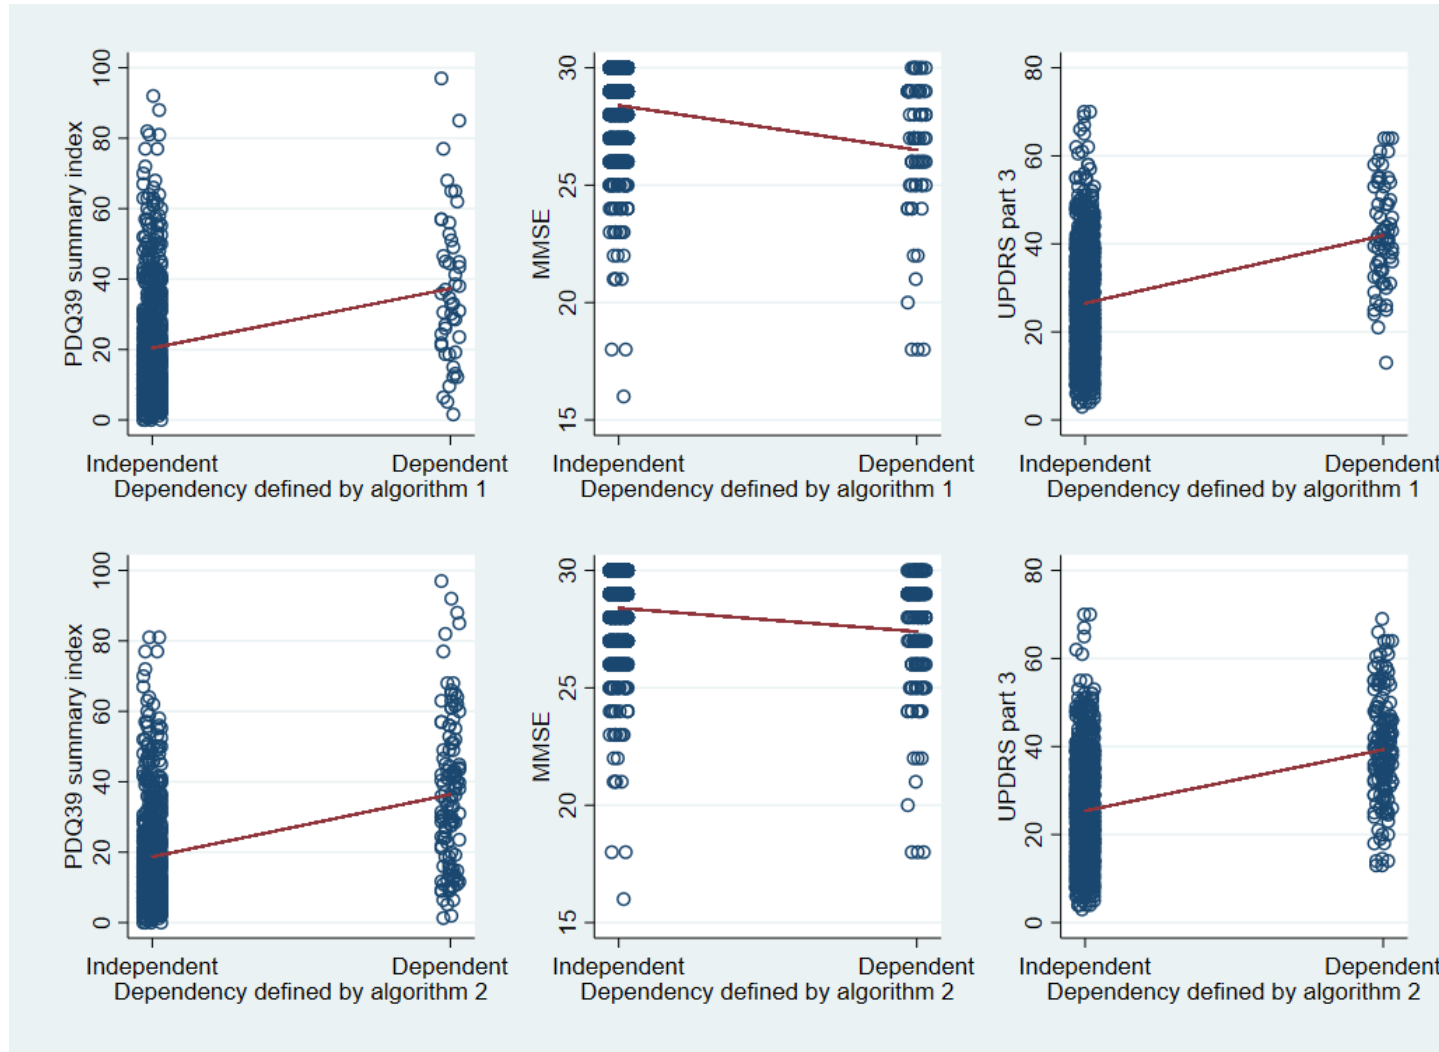 PDQ39 summary index
0 20 40 60 80 100
Independent Dependent
Dependency defined by algorithm 1
MMSE
15 20 25 30
Independent Dependent
Dependency defined by algorithm 1
UPDRS part 3
0 20 40 60 80
Independent Dependent
Dependency defined by algorithm 1
PDQ39 summary index
0 20 40 60 80 100
Independent Dependent
Dependency defined by algorithm 2
MMSE
15 20 25 30
Independent Dependent
Dependency defined by algorithm 2
UPDRS part 3
0 20 40 60 80
Independent Dependent
Dependency defined by algorithm 2